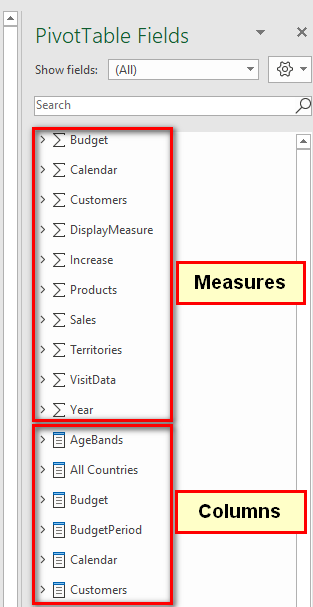 PivotTable Fields
Show fields: (All)
Search
Budget
Calendar
Customers
DisplayMeasure
Increase
Measures
Products
Sales
Territories
VisitData
Year
AgeBands
All Countries
Budget
Columns
BudgetPeriod
Calendar
Customers